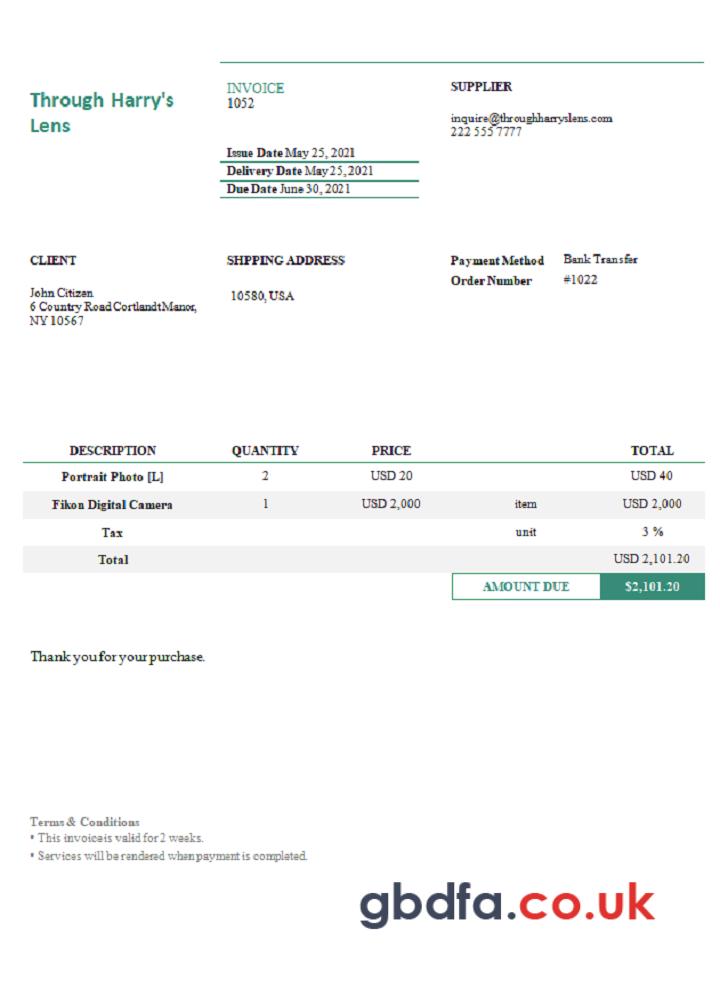 Through Harry's
Lens
INVOICE
1052
Issue Date May 25, 2021
Delivery Date May 25, 2021
Due Date June 30, 2021
SUPPLIER
inquire@throughharryslens.com
222 555 7777
CLIENT
John Citizen
6 Country Road Cortlandt Manor,
NY 10567
SHPPING ADDRESS
10580, USA
Payment Method Bank Transfer
Order Number #1022
DESCRIPTION QUANTITY PRICE TOTAL
Portrait Photo [L] 2 USD 20 USD 40
Fikon Digital Camera 1 USD 2,000 item USD 2,000
Tax unit 3 %
Total USD 2,101.20
AMOUNT DUE $2,101.20
Thank you for your purchase.
Terms & Conditions
• This invoice is valid for 2 weeks.
• Services will be rendered when payment is completed.
gbdfa.co.uk